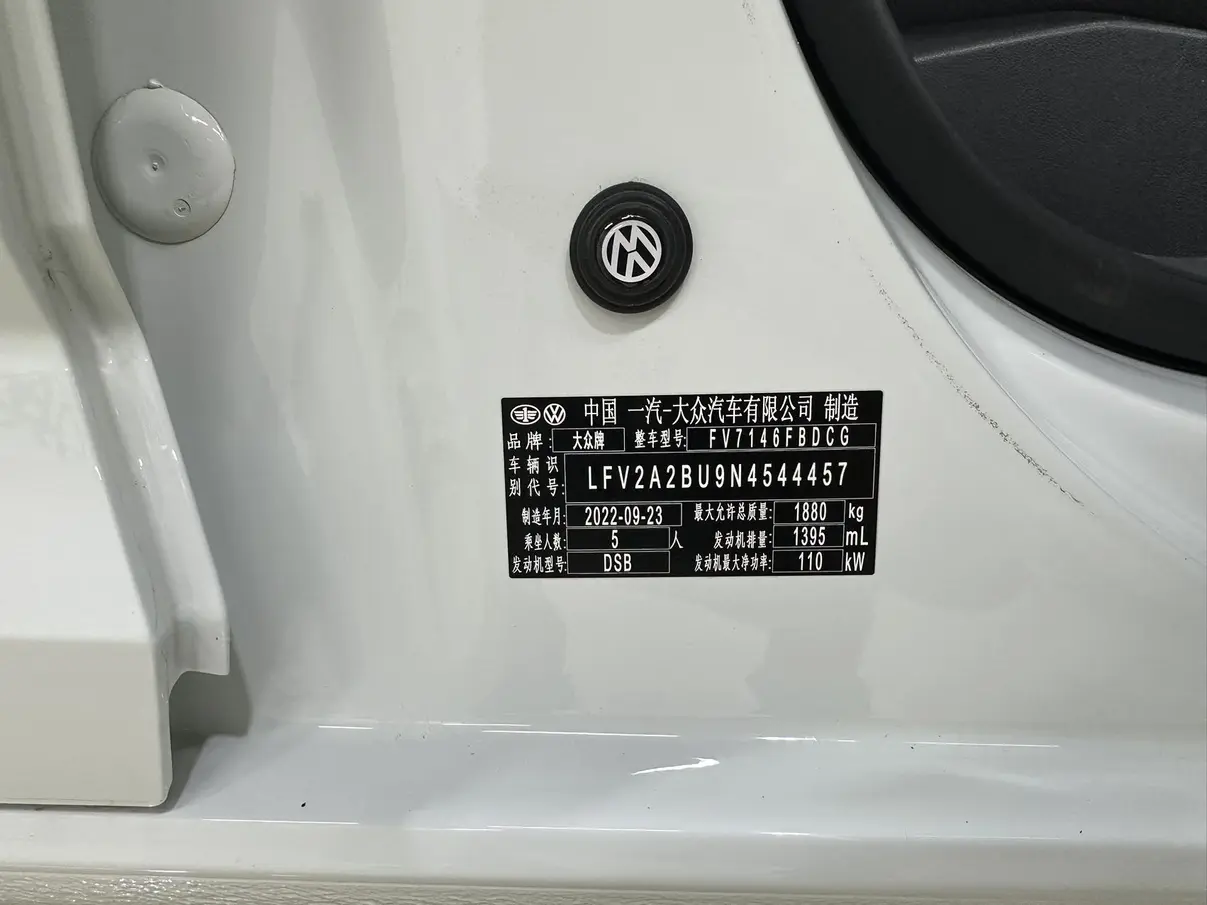 中国 一汽-大众汽车有限公司 制造
品牌: 大众牌 整车型号: FV7146FBDCG
车辆识别代号: LFV2A2BU9N4544457
制造年月: 2022-09-23 最大允许总质量: 1880 kg
乘坐人数: 5 人 发动机排量: 1395 mL
发动机型号: DSB 发动机最大净功率: 110 kW